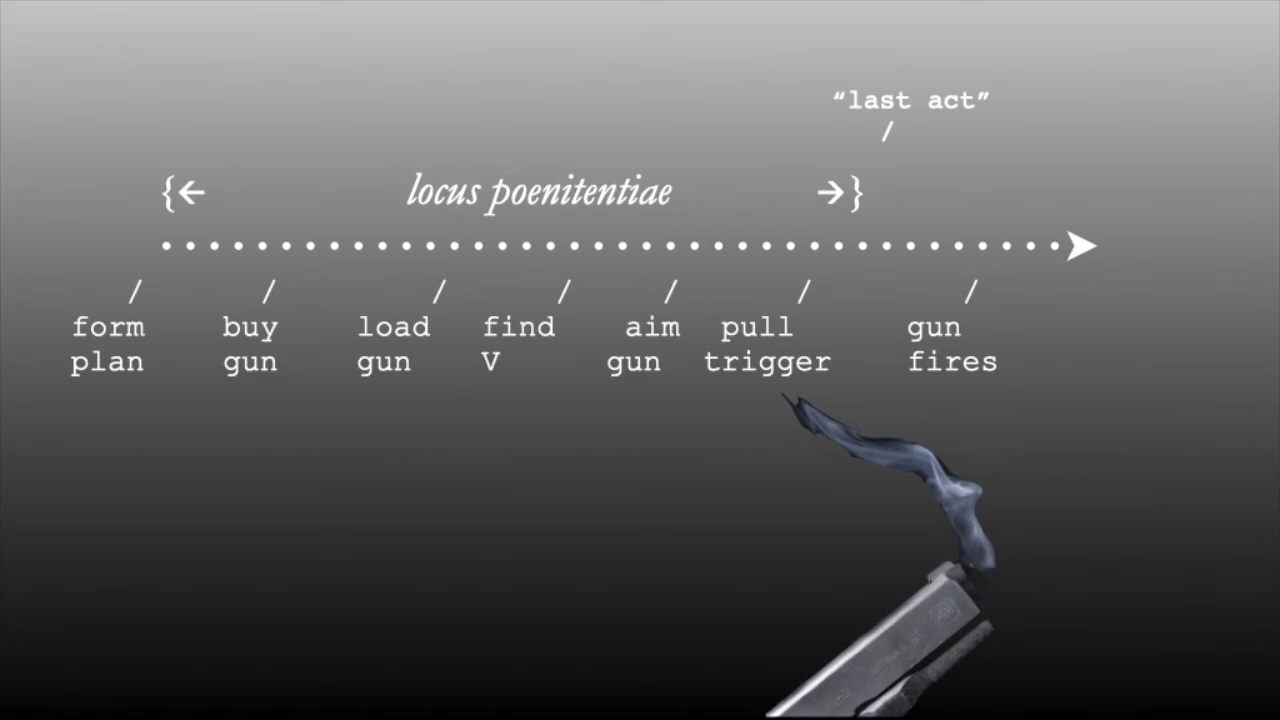 “last act”
/
{← locus poenitentiae →}
/ / / / / / /
form buy load find aim pull gun
plan gun gun V gun trigger fires